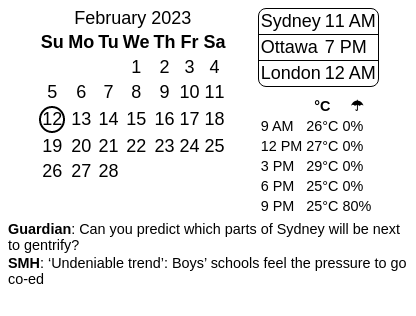 February 2023
Su Mo Tu We Th Fr Sa
1 2 3 4
5 6 7 8 9 10 11
12 13 14 15 16 17 18
19 20 21 22 23 24 25
26 27 28
Sydney 11 AM
Ottawa 7 PM
London 12 AM
°C ☂
9 AM 26°C 0%
12 PM 27°C 0%
3 PM 29°C 0%
6 PM 25°C 0%
9 PM 25°C 80%
Guardian: Can you predict which parts of Sydney will be next
to gentrify?
SMH: ‘Undeniable trend’: Boys’ schools feel the pressure to go
co-ed